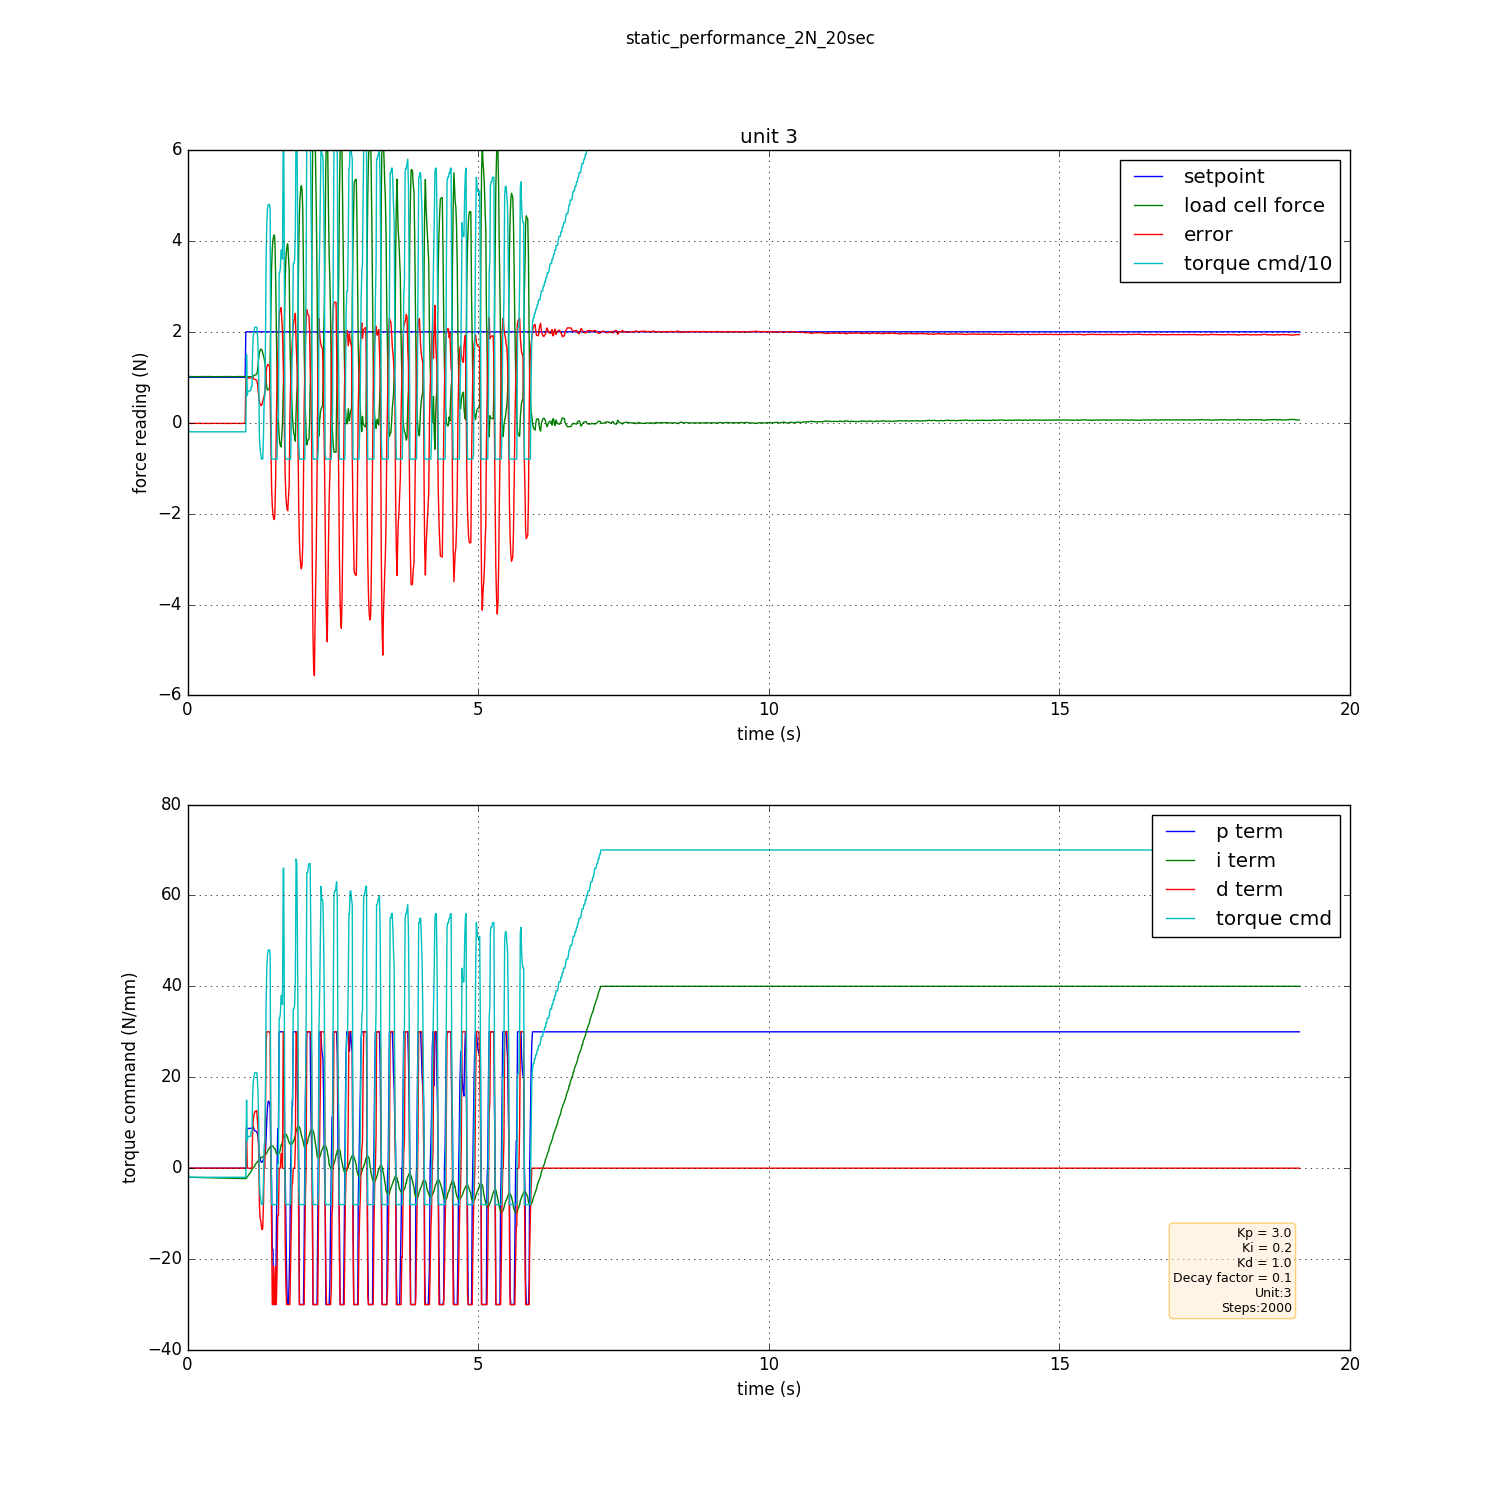 static_performance_2N_20sec
unit 3
6
4
2
0
−2
−4
−6
force reading (N)
setpoint
load cell force
error
torque cmd/10
0 5 10 15 20
time (s)
80
60
40
20
0
−20
−40
torque command (N/mm)
p term
i term
d term
torque cmd
Kp = 3.0
Ki = 0.2
Kd = 1.0
Decay factor = 0.1
Unit:3
Steps:2000
0 5 10 15 20
time (s)